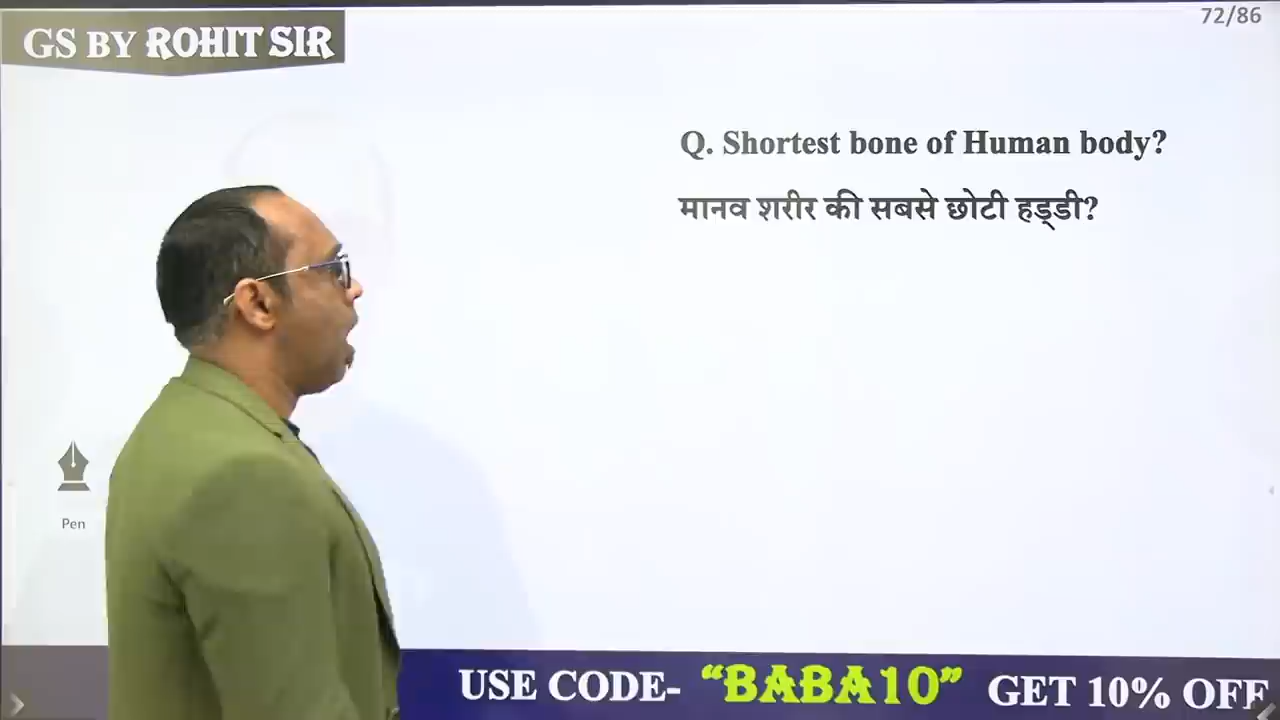 GS BY ROHIT SIR
72/86
Q. Shortest bone of Human body?
मानव शरीर की सबसे छोटी हड्डी?
Pen
USE CODE- “BABA10” GET 10% OFF